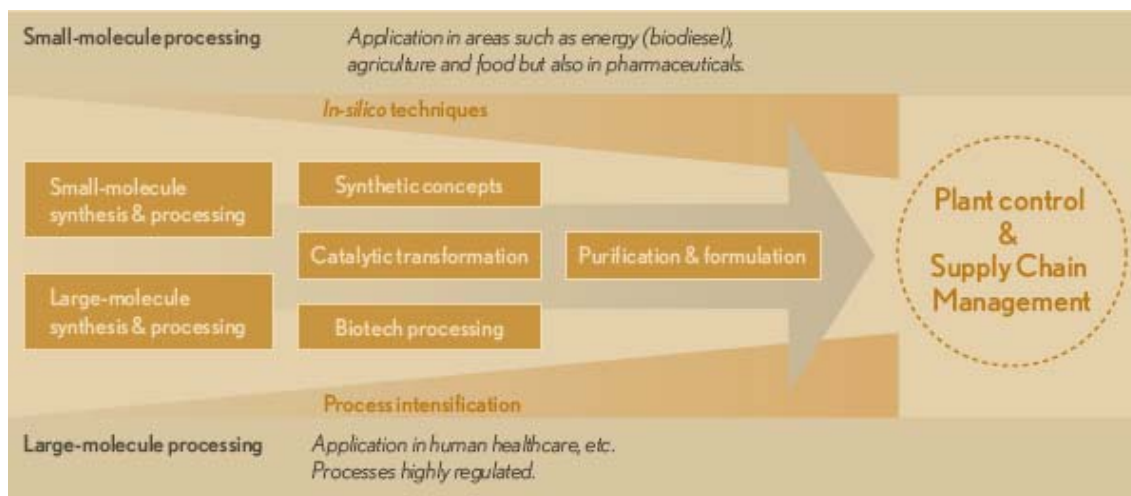 Small-molecule processing
Application in areas such as energy (biodiesel),
agriculture and food but also in pharmaceuticals.
In-silico techniques
Small-molecule
synthesis & processing
Large-molecule
synthesis & processing
Synthetic concepts
Catalytic transformation
Biotech processing
Purification & formulation
Plant control
&
Supply Chain
Management
Process intensification
Large-molecule processing
Application in human healthcare, etc.
Processes highly regulated.